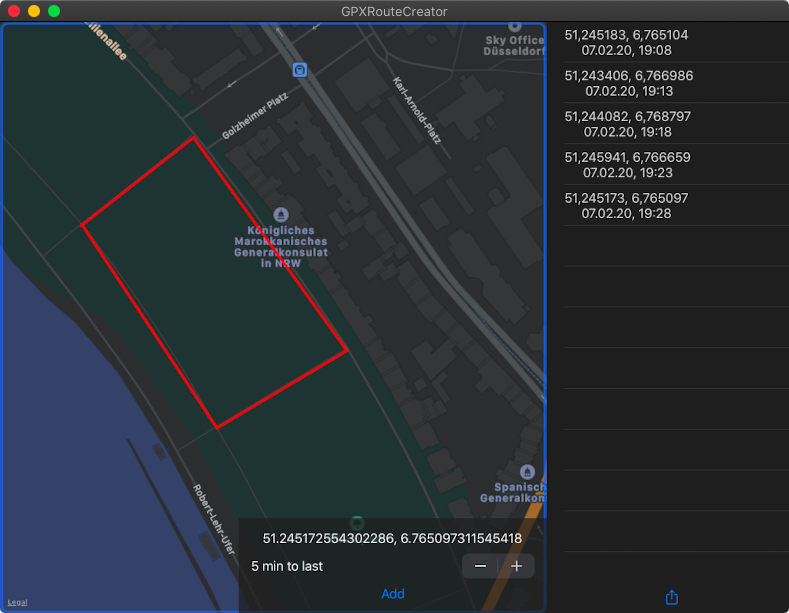 GPXRouteCreator
Sky Office
Düsseldorf
Golzheimer Platz
Karl-Arnold-Platz
Königliches
Marokkanisches
Generalkonsulat
in NRW
Spanisch
Generalkon
Robert-Lehr-Ufer
51.245172554302286, 6.765097311545418
5 min to last
− +
Add
Legal
51,245183, 6,765104
07.02.20, 19:08
51,243406, 6,766986
07.02.20, 19:13
51,244082, 6,768797
07.02.20, 19:18
51,245941, 6,766659
07.02.20, 19:23
51,245173, 6,765097
07.02.20, 19:28